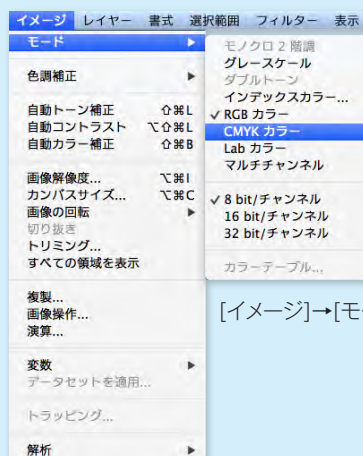 イメージ レイヤー 書式 選択範囲 フィルター 表示
モード
色調補正
自動トーン補正 ⇧⌘L
自動コントラスト ⌥⇧⌘L
自動カラー補正 ⇧⌘B
画像解像度... ⌥⌘I
カンバスサイズ... ⌥⌘C
画像の回転
切り抜き
トリミング...
すべての領域を表示
複製...
画像操作...
演算...
変数
データセットを適用...
トラッピング...
解析
モノクロ 2 階調
グレースケール
ダブルトーン
インデックスカラー...
✓ RGB カラー
CMYK カラー
Lab カラー
マルチチャンネル
✓ 8 bit/チャンネル
16 bit/チャンネル
32 bit/チャンネル
カラーテーブル...
[イメージ]→[モー